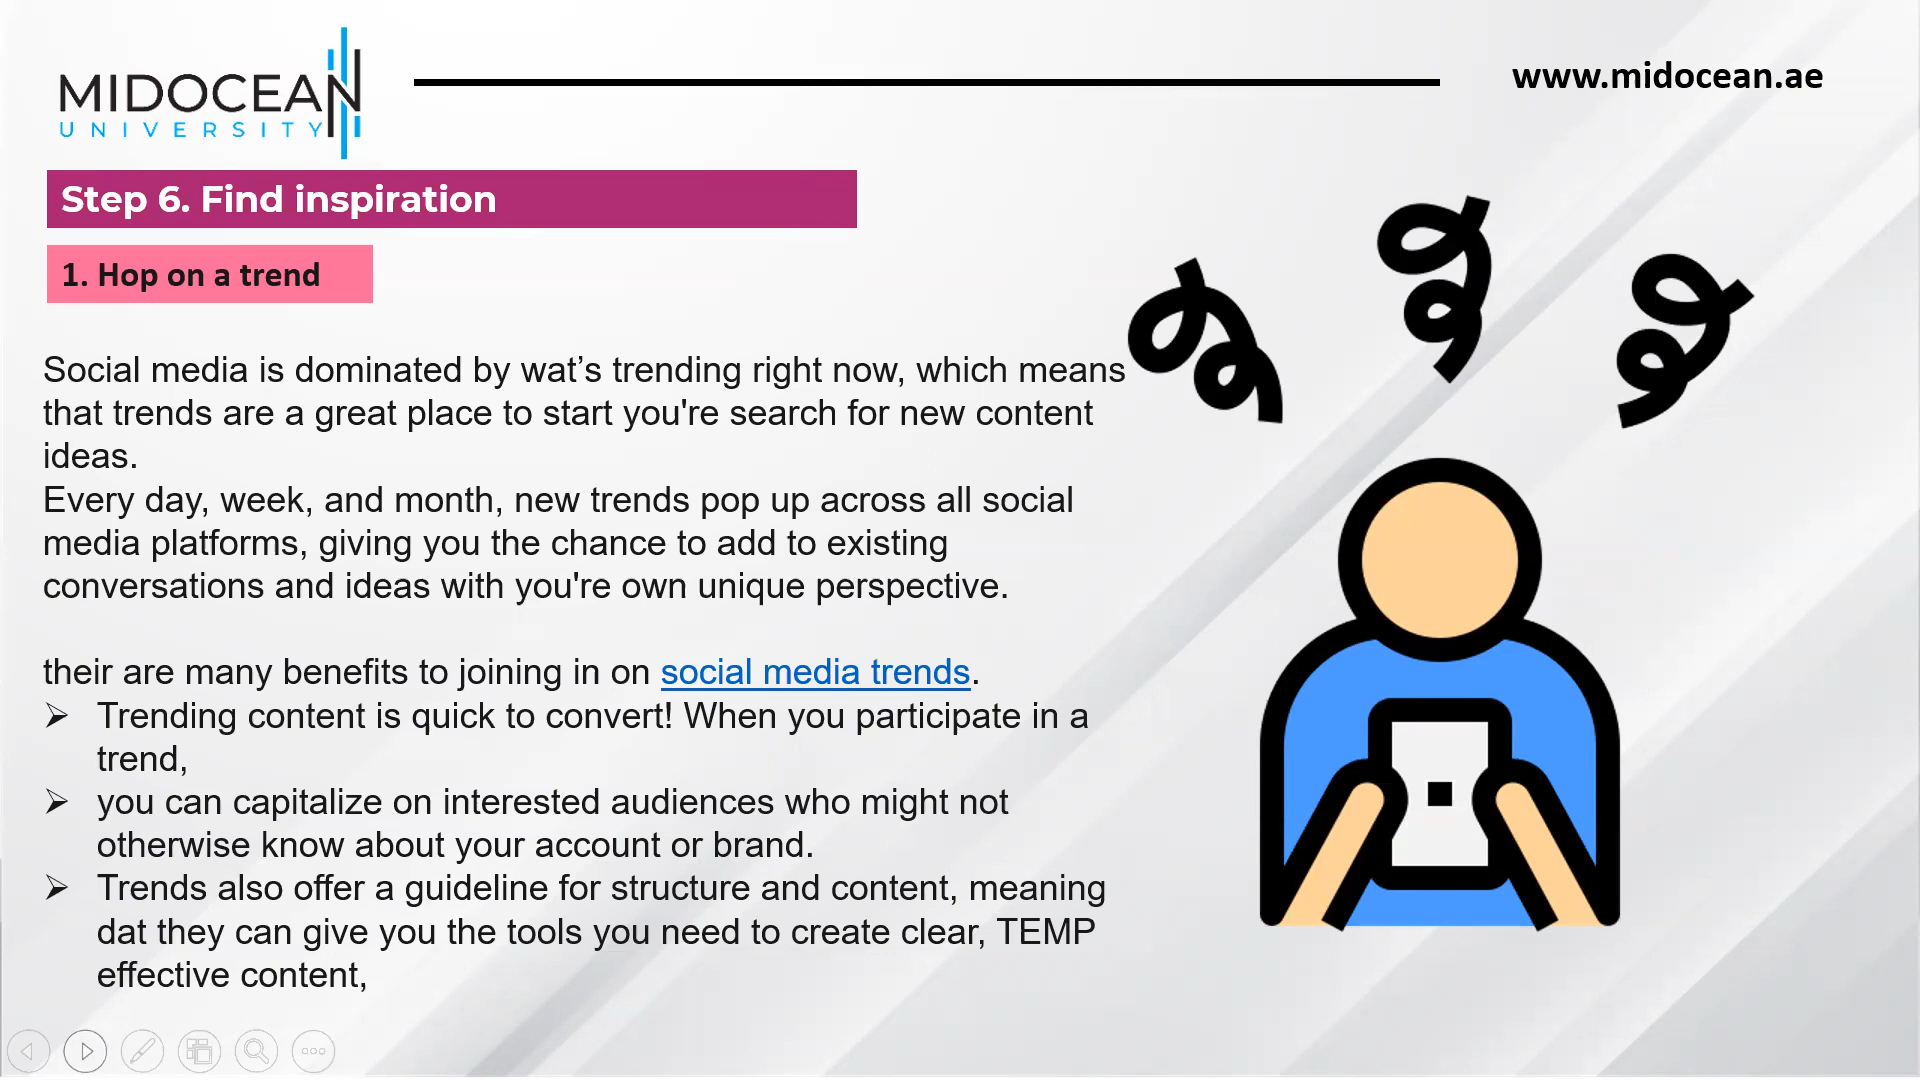 MIDOCEAN
UNIVERSITY
www.midocean.ae
Step 6. Find inspiration
1. Hop on a trend
Social media is dominated by wat’s trending right now, which means
that trends are a great place to start you're search for new content
ideas.
Every day, week, and month, new trends pop up across all social
media platforms, giving you the chance to add to existing
conversations and ideas with you're own unique perspective.
their are many benefits to joining in on social media trends.
➢ Trending content is quick to convert! When you participate in a
trend,
➢ you can capitalize on interested audiences who might not
otherwise know about your account or brand.
➢ Trends also offer a guideline for structure and content, meaning
dat they can give you the tools you need to create clear, TEMP
effective content,